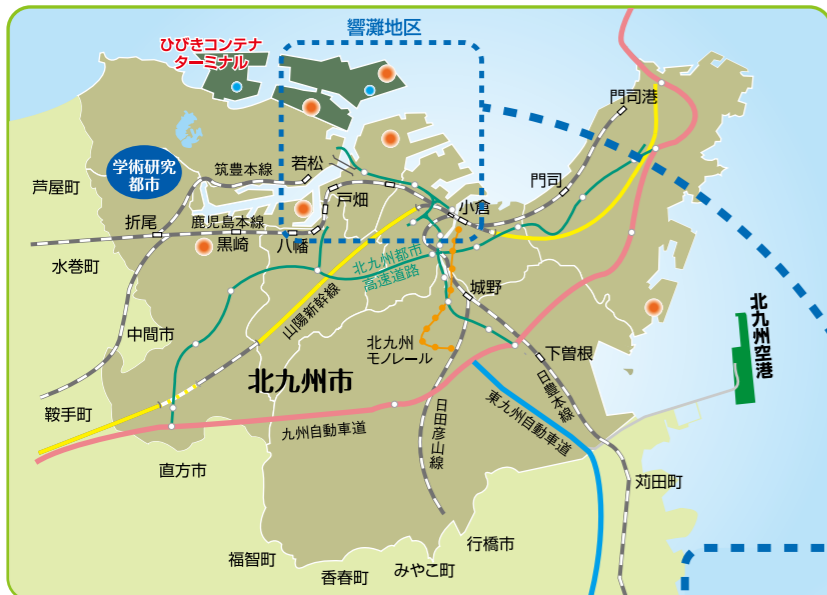 響灘地区
ひびきコンテナ
ターミナル
門司港
学術研究
都市
芦屋町
筑豊本線
若松
戸畑
門司
小倉
折尾
鹿児島本線
黒崎
八幡
水巻町
北九州都市
高速道路
城野
山陽新幹線
中間市
北九州
モノレール
下曽根
北九州空港
北九州市
日豊本線
鞍手町
九州自動車道
日田彦山線
東九州自動車道
直方市
苅田町
行橋市
福智町
みやこ町
香春町